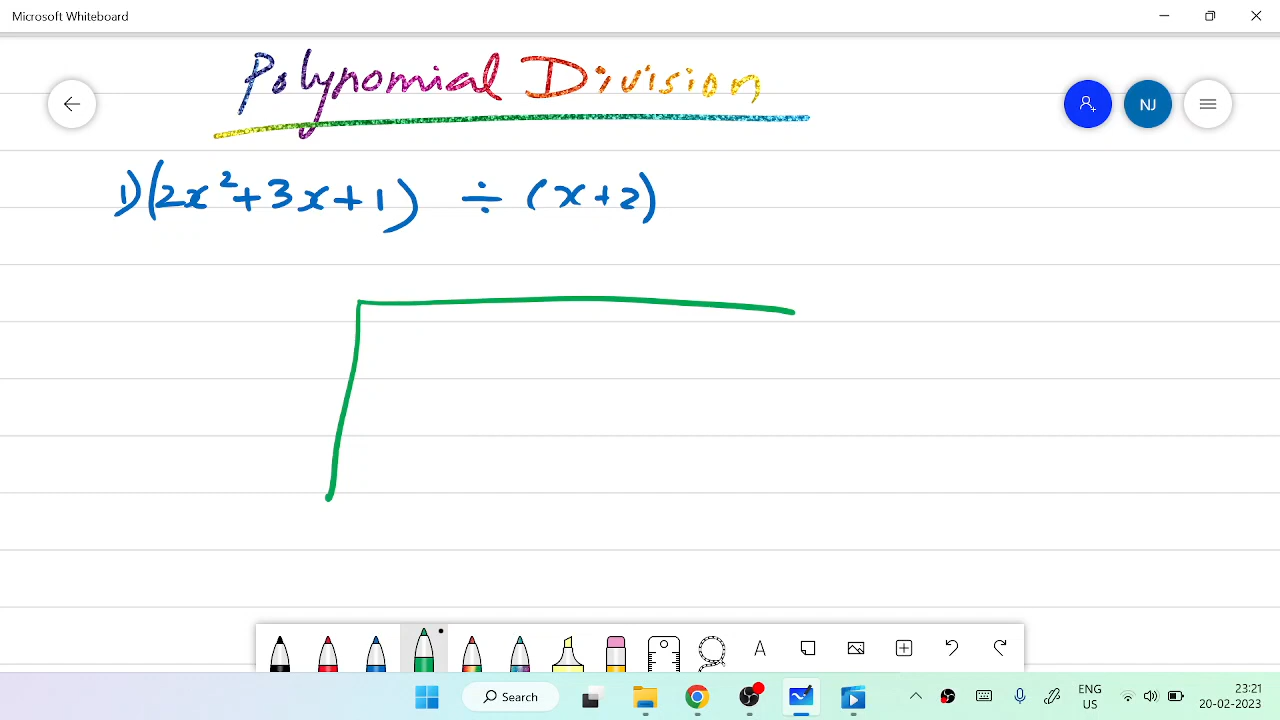 Microsoft Whiteboard
Polynomial Division
NJ
1) (2x²+3x+1) ÷ (x+2)
A
Search
ENG
US
23:21
20-02-2023